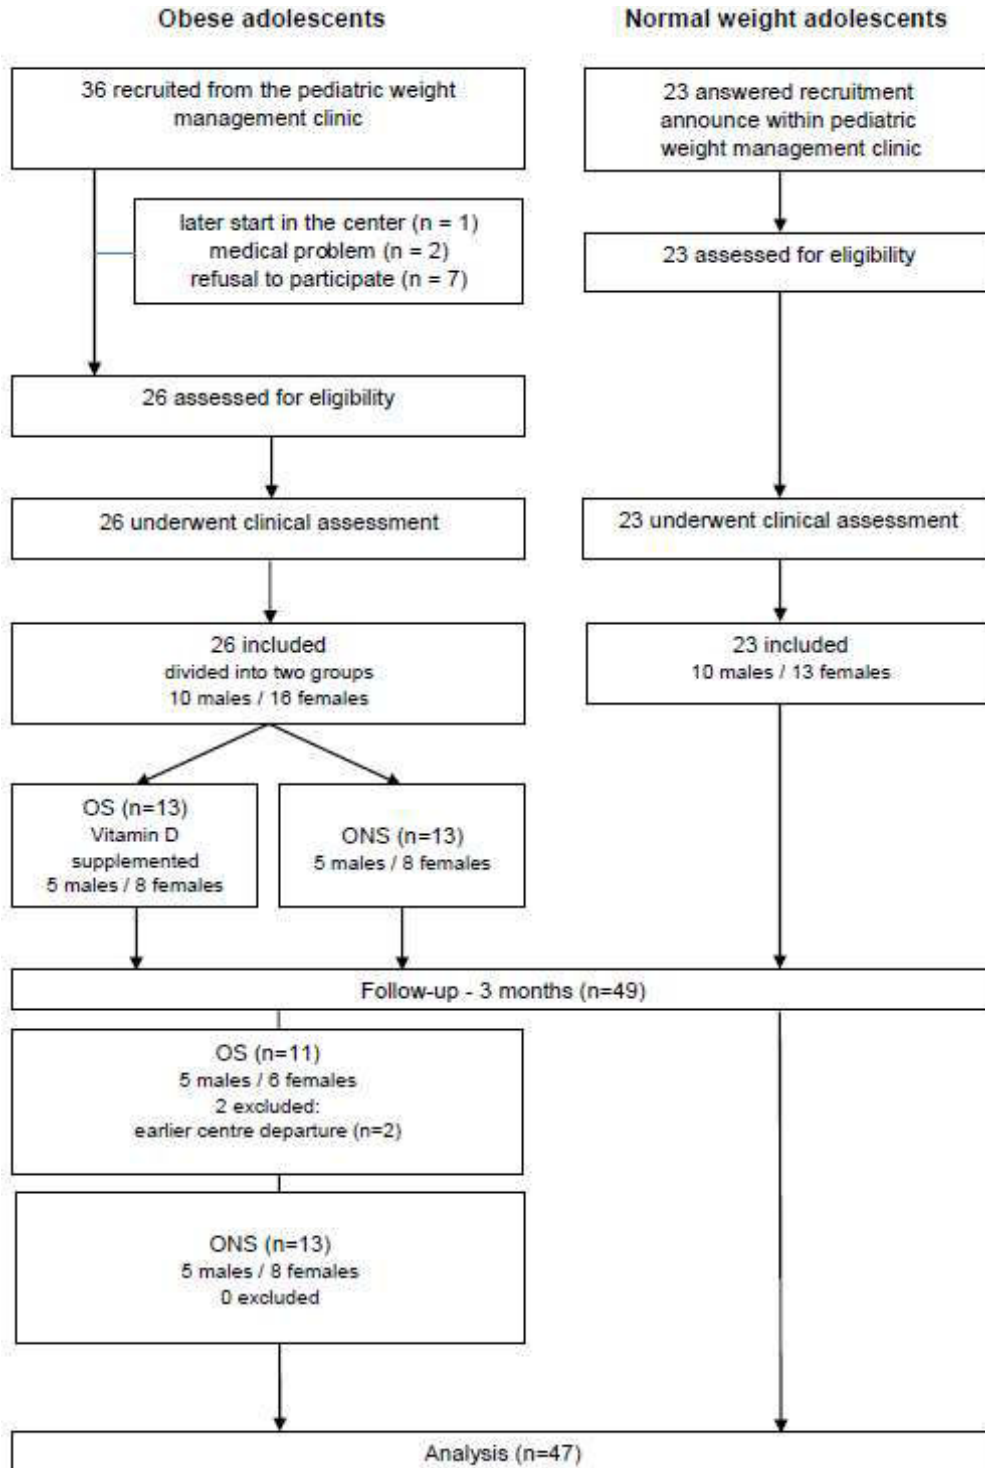 Obese adolescents
Normal weight adolescents
36 recruited from the pediatric weight
management clinic
23 answered recruitment
announce within pediatric
weight management clinic
later start in the center (n = 1)
medical problem (n = 2)
refusal to participate (n = 7)
23 assessed for eligibility
26 assessed for eligibility
26 underwent clinical assessment
23 underwent clinical assessment
26 included
divided into two groups
10 males / 16 females
23 included
10 males / 13 females
OS (n=13)
Vitamin D
supplemented
5 males / 8 females
ONS (n=13)
5 males / 8 females
Follow-up - 3 months (n=49)
OS (n=11)
5 males / 6 females
2 excluded:
earlier centre departure (n=2)
ONS (n=13)
5 males / 8 females
0 excluded
Analysis (n=47)